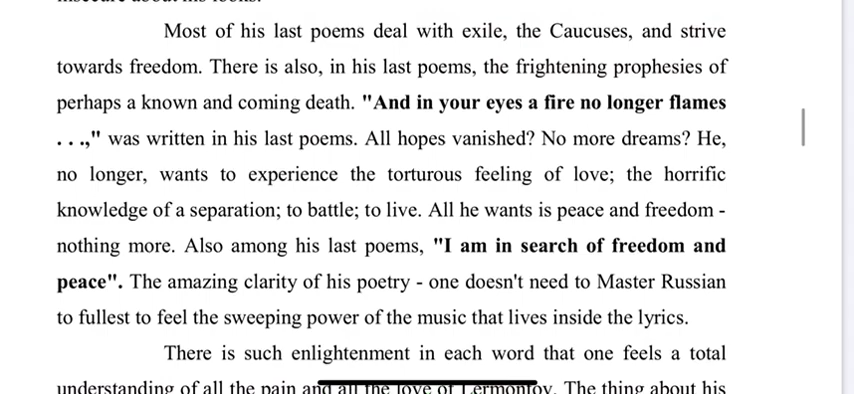 Most of his last poems deal with exile, the Caucuses, and strive
towards freedom. There is also, in his last poems, the frightening prophesies of
perhaps a known and coming death. "And in your eyes a fire no longer flames
. . .," was written in his last poems. All hopes vanished? No more dreams? He,
no longer, wants to experience the torturous feeling of love; the horrific
knowledge of a separation; to battle; to live. All he wants is peace and freedom -
nothing more. Also among his last poems, "I am in search of freedom and
peace". The amazing clarity of his poetry - one doesn't need to Master Russian
to fullest to feel the sweeping power of the music that lives inside the lyrics.
There is such enlightenment in each word that one feels a total
understanding of all the pain and all the love of Lermontov. The thing about his